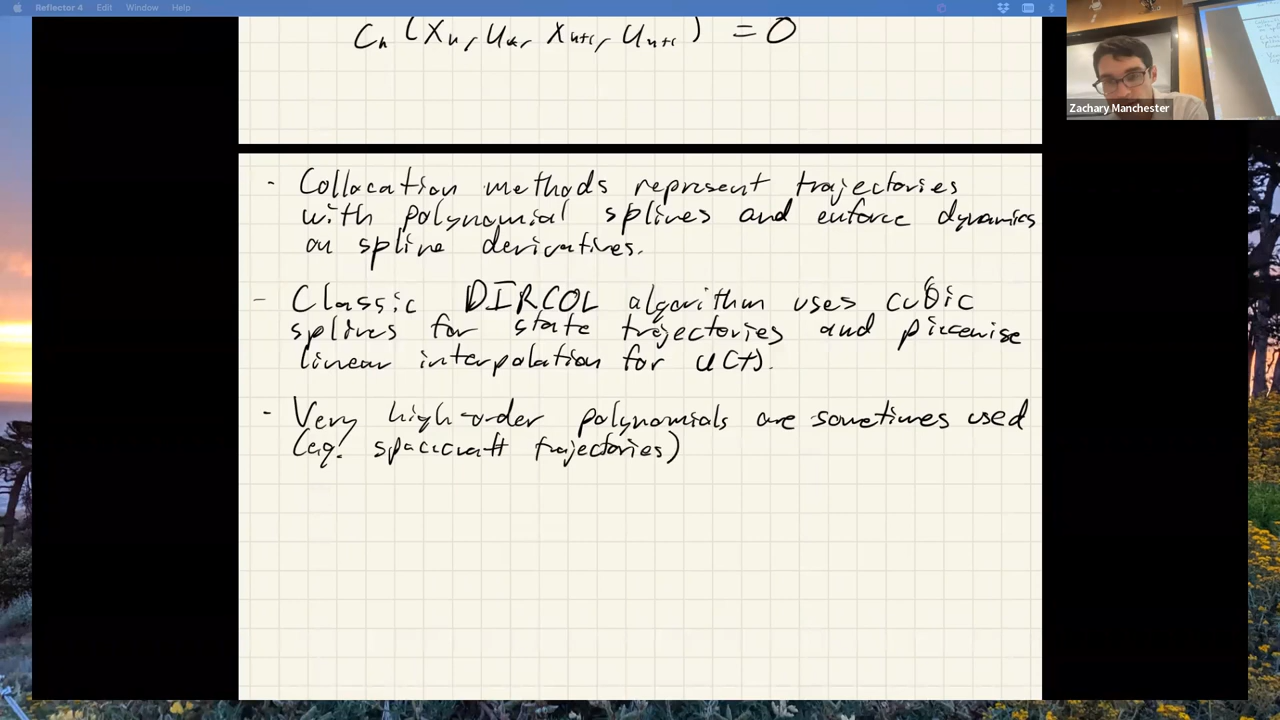 Reflector 4 Edit Window Help
Cₙ (Xₙ, Uₙ, Xₙ₊₁, Uₙ₊₁) = 0
Zachary Manchester
- Collocation methods represent trajectories
with polynomial splines and enforce dynamics
on spline derivatives.
- Classic DIRCOL algorithm uses cubic
splines for state trajectories and piecewise
linear interpolation for u(t).
- Very high-order polynomials are sometimes used
(eg. spacecraft trajectories)